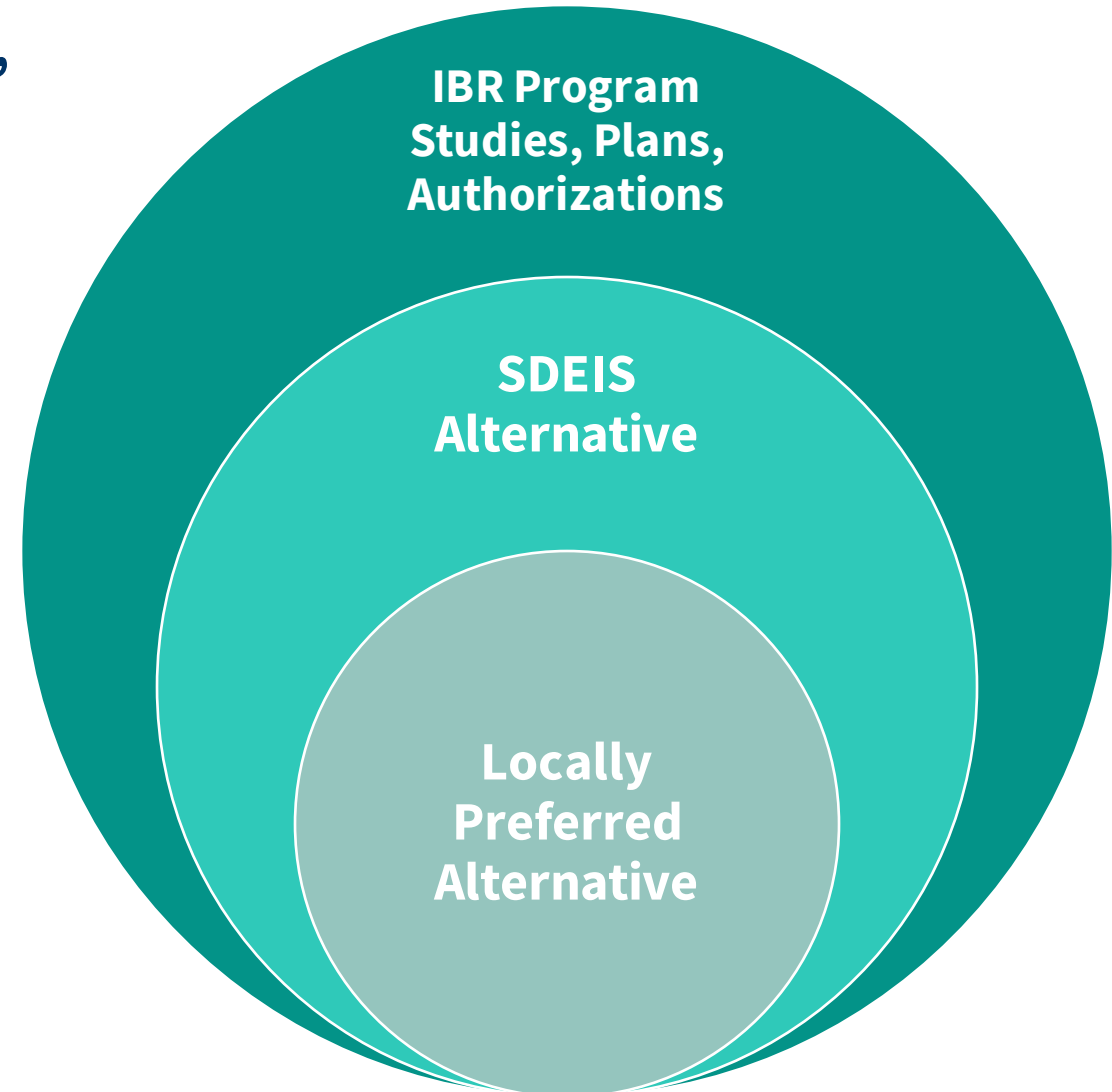 ,
IBR Program
Studies, Plans,
Authorizations
SDEIS
Alternative
Locally
Preferred
Alternative